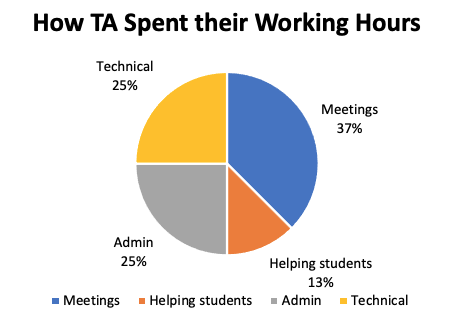 How TA Spent their Working Hours
Technical
25%
Meetings
37%
Admin
25%
Helping students
13%
Meetings Helping students Admin Technical